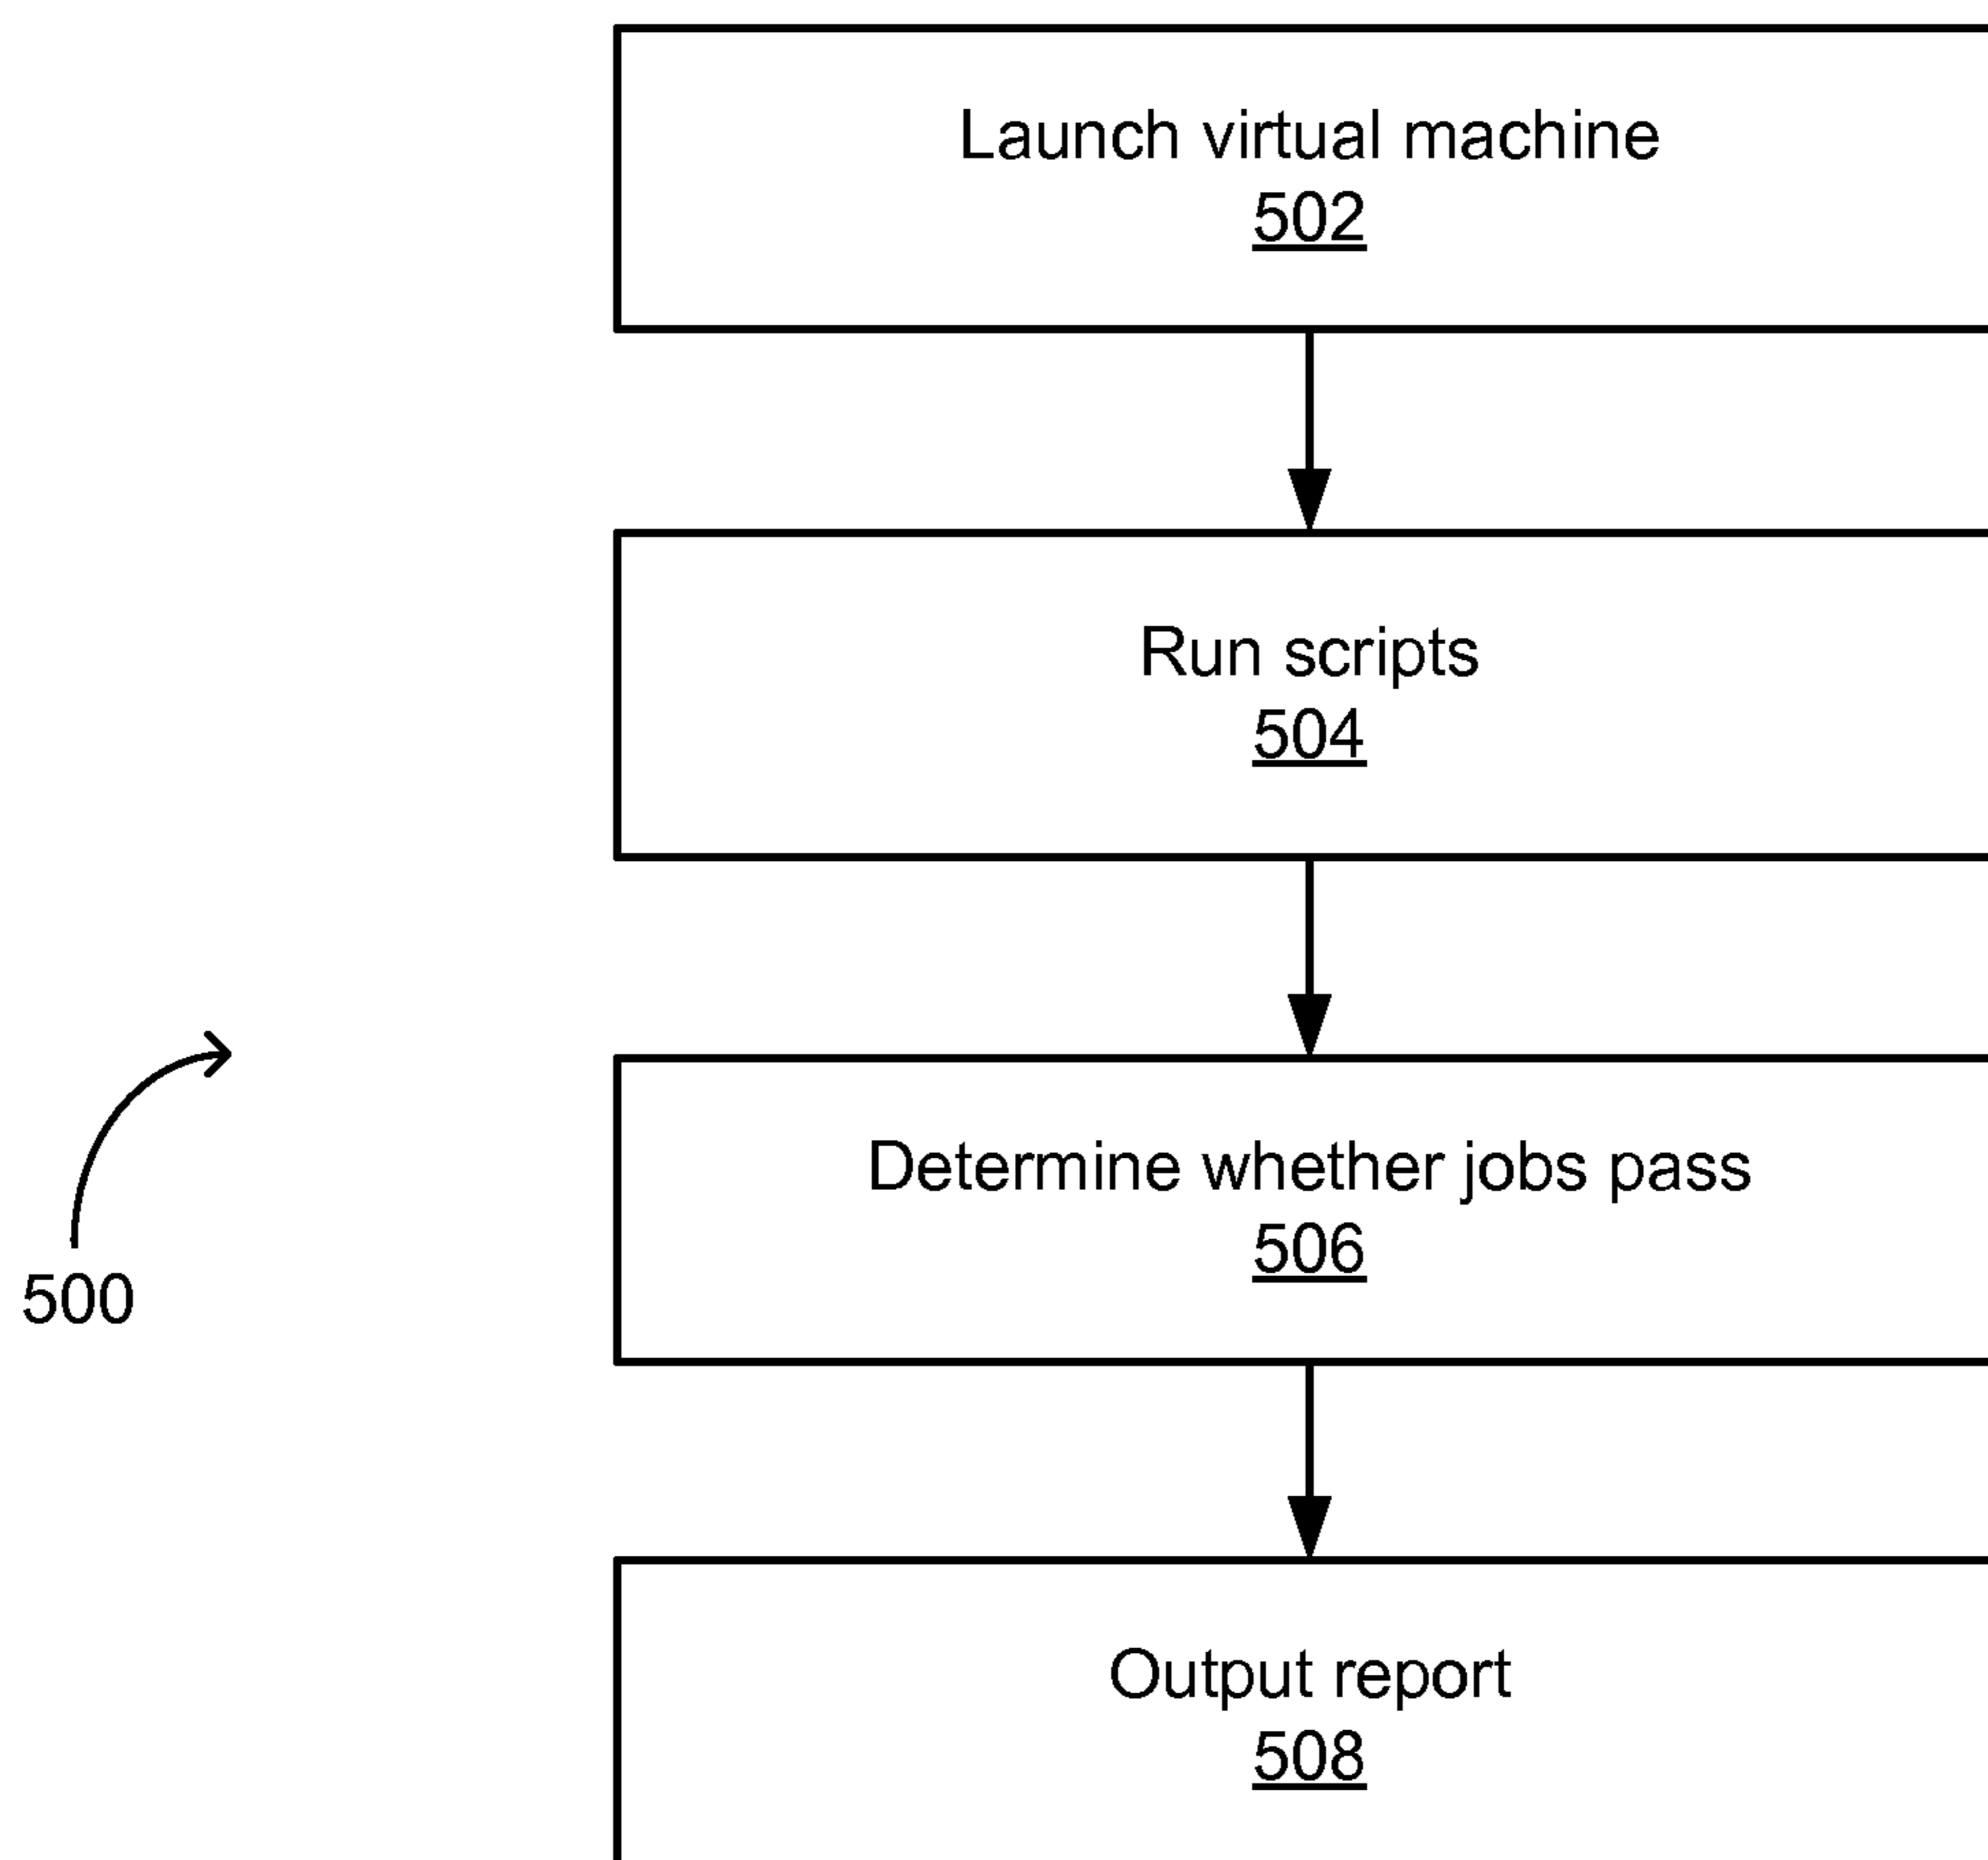 Launch virtual machine
502
Run scripts
504
Determine whether jobs pass
506
500
Output report
508